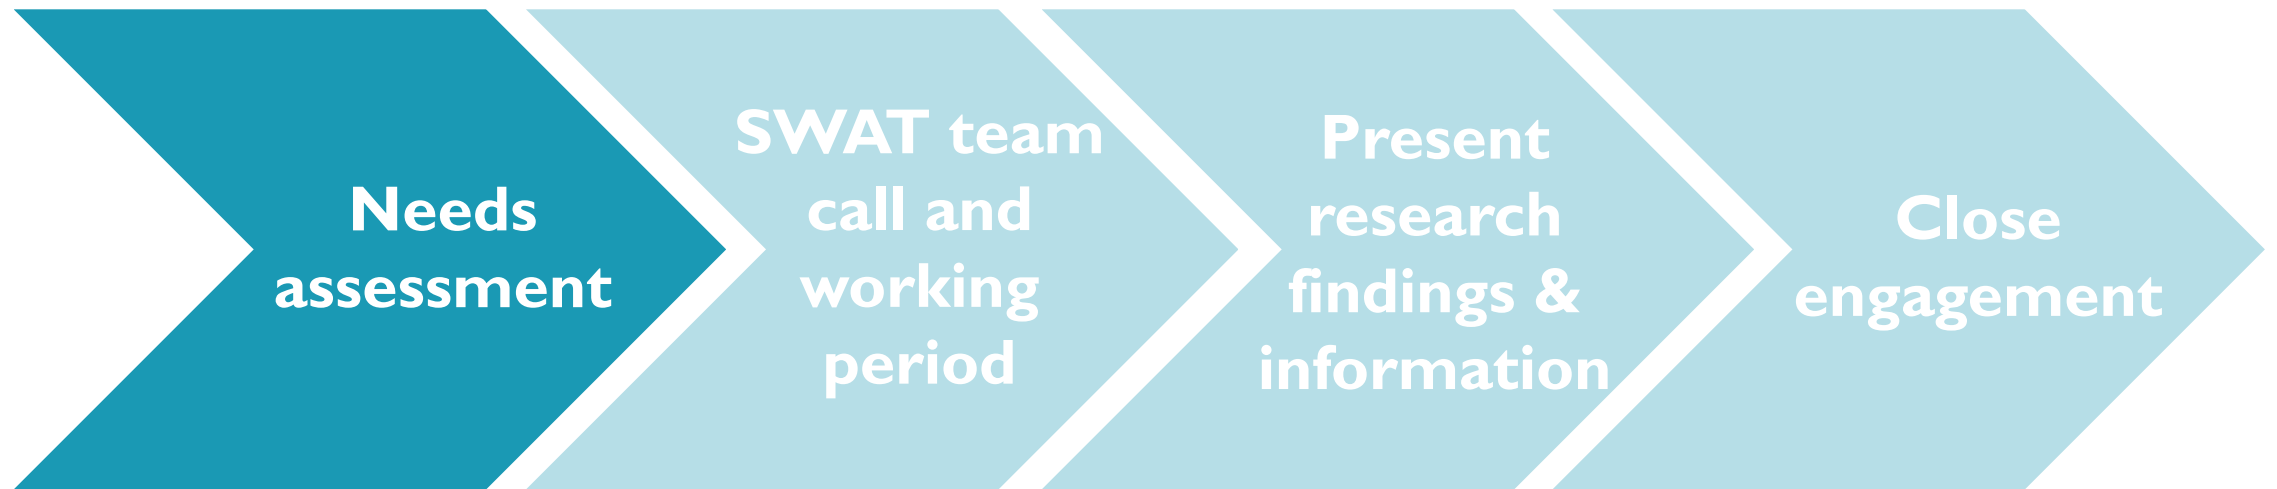 Needs
assessment
SWAT team
call and
working
period
Present
research
findings &
information
Close
engagement